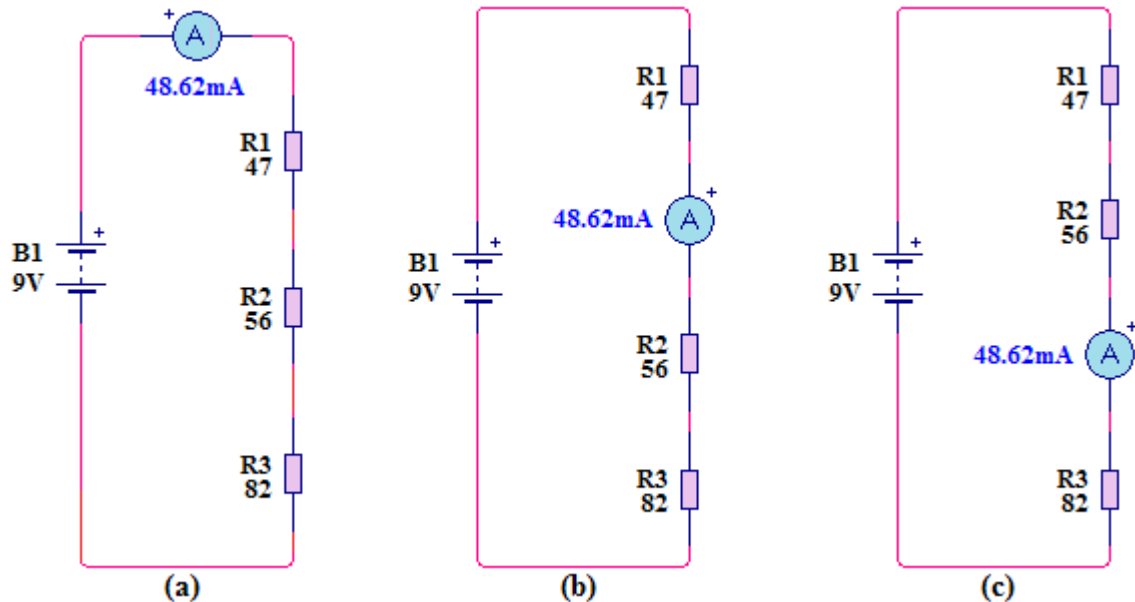 +
A
48.62mA
R1
47
+
B1
9V
R2
56
R3
82
(a)
R1
47
+
A
48.62mA
+
B1
9V
R2
56
R3
82
(b)
R1
47
R2
56
+
B1
9V
+
A
48.62mA
R3
82
(c)